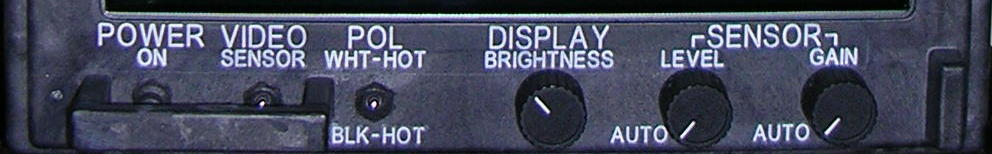 POWER VIDEO POL DISPLAY SENSOR
ON SENSOR WHT-HOT BRIGHTNESS LEVEL GAIN
BLK-HOT AUTO AUTO